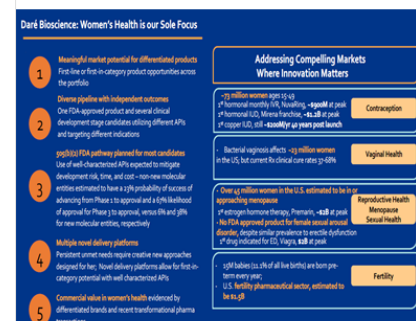 Daré Bioscience: Women's Health is our Sole Focus
1
Meaningful market potential for differentiated products
First-line or first-in-category product opportunities across
the portfolio
2
Diverse pipeline with independent outcomes
One FDA-approved product and several clinical
development stage candidates utilizing different APIs
and targeting different indications
3
505(b)(2) FDA pathway planned for most candidates
Use of well-characterized APIs expected to mitigate
development risk, time, and cost – non-new molecular
entities estimated to have a 23% probability of success of
advancing from Phase 1 to approval and a 67% likelihood
of approval for Phase 3 to approval, versus 6% and 38%
for new molecular entities, respectively
4
Multiple novel delivery platforms
Persistent unmet needs require creative new approaches
designed for her; Novel delivery platforms allow for first-in-
category potential with well characterized APIs
5
Commercial value in women's health evidenced by
differentiated brands and recent transformational pharma
transactions
Addressing Compelling Markets
Where Innovation Matters
~73 million women ages 15-49
1st hormonal monthly IVR, NuvaRing, ~$900M at peak
1st hormonal IUD, Mirena franchise, ~$1.2B at peak
1st copper IUD, still ~$200M/yr 40 years post launch
Contraception
Bacterial vaginosis affects ~23 million women
in the US; but current Rx clinical cure rates 37-68%
Vaginal Health
• Over 45 million women in the U.S. estimated to be in or
approaching menopause
1st estrogen hormone therapy, Premarin, ~$2B at peak
• No FDA approved product for female sexual arousal
disorder, despite similar prevalence to erectile dysfunction
1st drug indicated for ED, Viagra, $2B at peak
Reproductive Health
Menopause
Sexual Health
• 15M babies (11.1% of all live births) are born pre-
term every year;
• U.S. fertility pharmaceutical sector, estimated to
be $1.5B
Fertility